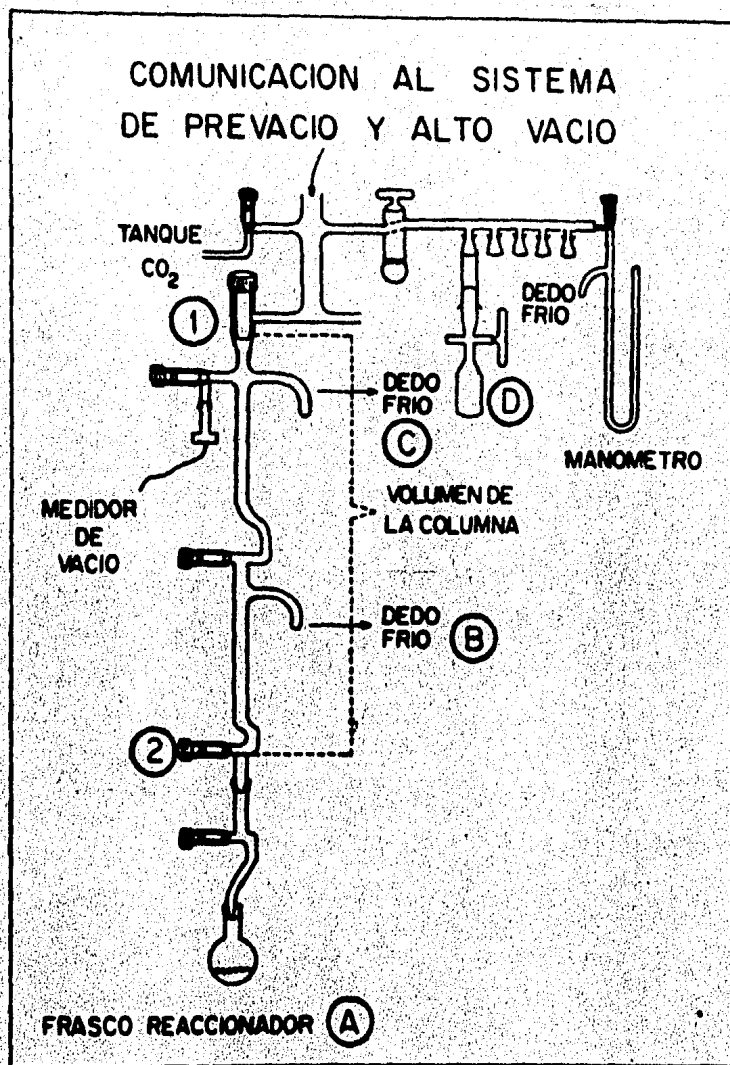 COMUNICACION AL SISTEMA
DE PREVACIO Y ALTO VACIO
TANQUE
CO2
1
DEDO
FRIO
DEDO
FRIO
C
D
MANOMETRO
MEDIDOR
DE
VACIO
VOLUMEN DE
LA COLUMNA
DEDO
FRIO
B
2
FRASCO REACCIONADOR A